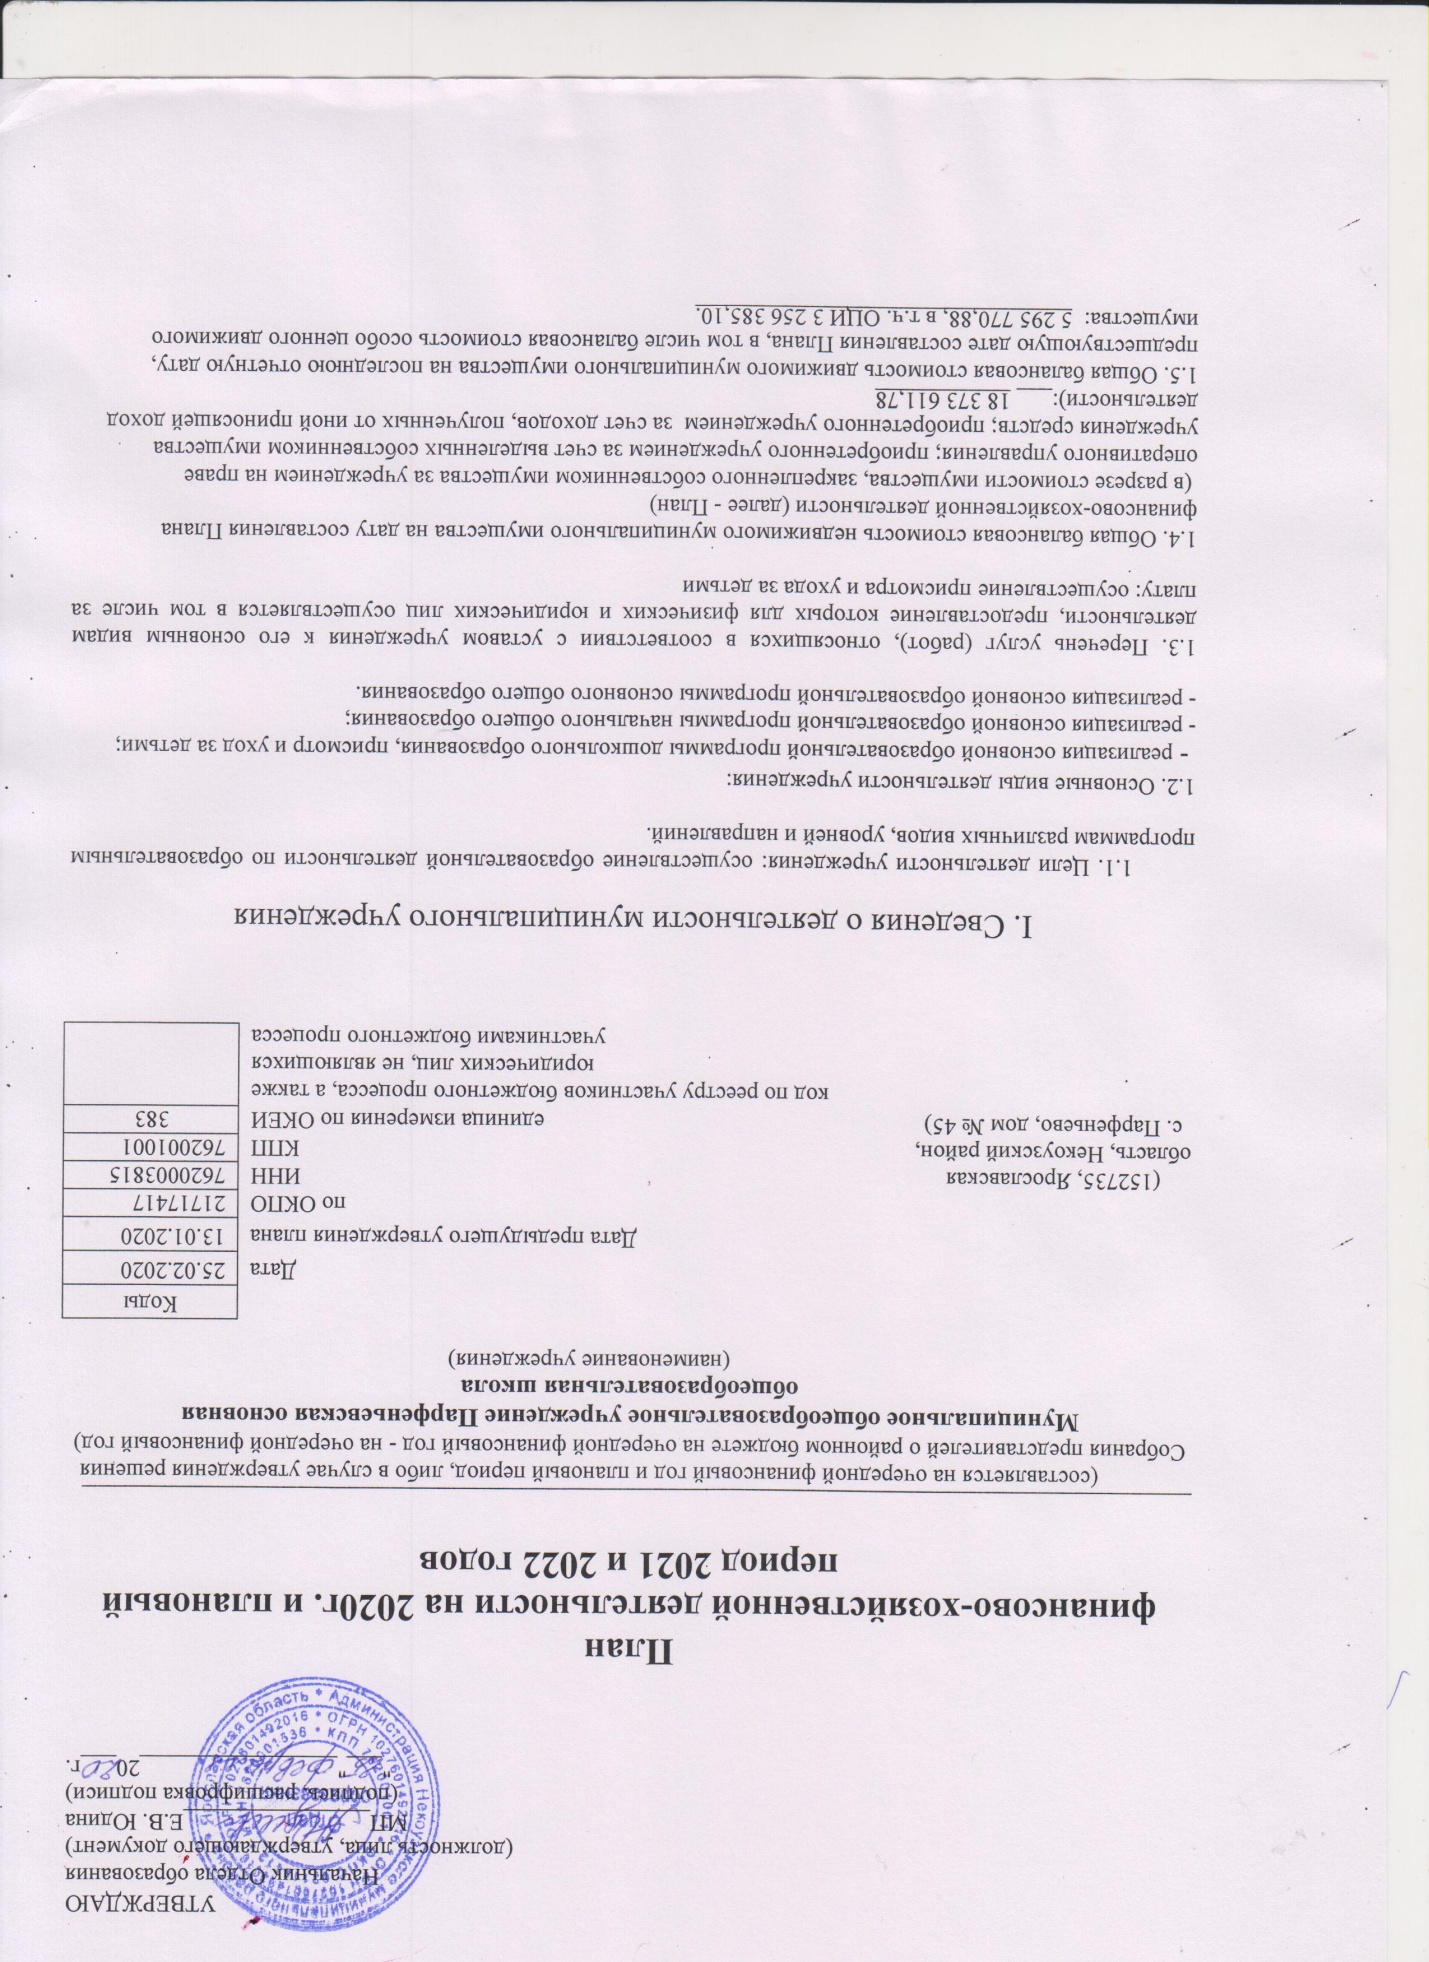 УТВЕРЖДАЮ
Начальник Отдела образования
(должность лица, утверждающего документ)
МП Е.В. Юдина
(подпись, расшифровка подписи)
" " февраля 2020 г.
План
финансово-хозяйственной деятельности на 2020г. и плановый
период 2021 и 2022 годов
(составляется на очередной финансовый год и плановый период, либо в случае утверждения решения
Собрания представителей о районном бюджете на очередной финансовый год - на очередной финансовый год)
Муниципальное общеобразовательное учреждение Парфеньевская основная
общеобразовательная школа
(наименование учреждения)
Коды
Дата 25.02.2020
Дата предыдущего утверждения плана 13.01.2020
по ОКПО 21717417
(152735, Ярославская ИНН 7620003815
область, Некоузский район, КПП 762001001
с. Парфеньево, дом № 45) единица измерения по ОКЕИ 383
код по реестру участников бюджетного процесса, а также
юридических лиц, не являющихся
участниками бюджетного процесса
I. Сведения о деятельности муниципального учреждения
1.1. Цели деятельности учреждения: осуществление образовательной деятельности по образовательным
программам различных видов, уровней и направлений.
1.2. Основные виды деятельности учреждения:
- реализация основной образовательной программы дошкольного образования, присмотр и уход за детьми;
- реализация основной образовательной программы начального общего образования;
- реализация основной образовательной программы основного общего образования.
1.3. Перечень услуг (работ), относящихся в соответствии с уставом учреждения к его основным видам
деятельности, предоставление которых для физических и юридических лиц осуществляется в том числе за
плату: осуществление присмотра и ухода за детьми
1.4. Общая балансовая стоимость недвижимого муниципального имущества на дату составления Плана
финансово-хозяйственной деятельности (далее - План)
(в разрезе стоимости имущества, закрепленного собственником имущества за учреждением на праве
оперативного управления; приобретенного учреждением за счет выделенных собственником имущества
учреждения средств; приобретенного учреждением за счет доходов, полученных от иной приносящей доход
деятельности):___ 18 373 611,78
1.5. Общая балансовая стоимость движимого муниципального имущества на последнюю отчетную дату,
предшествующую дате составления Плана, в том числе балансовая стоимость особо ценного движимого
имущества: 5 295 770,88, в т.ч. ОЦИ 3 256 385,10.